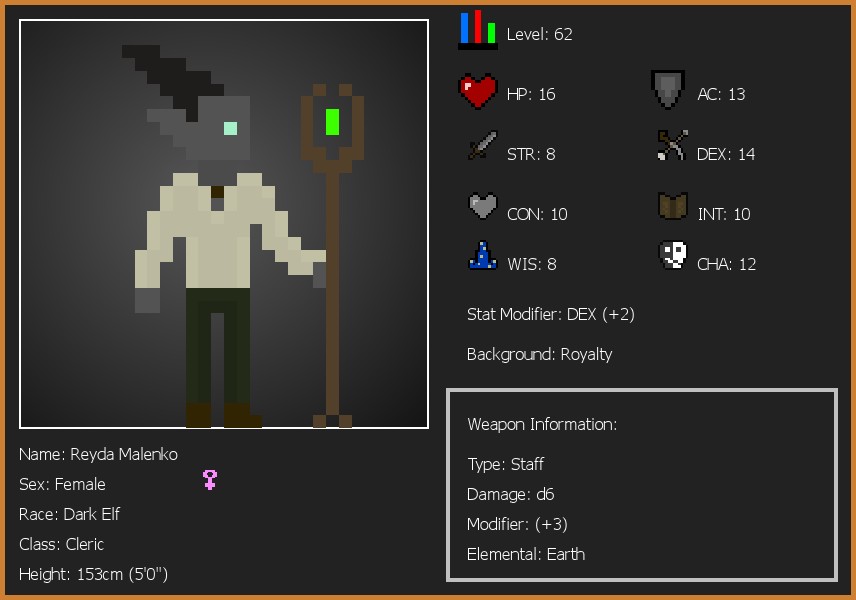 Level: 62
HP: 16
AC: 13
STR: 8
DEX: 14
CON: 10
INT: 10
WIS: 8
CHA: 12
Stat Modifier: DEX (+2)
Background: Royalty
Weapon Information:
Type: Staff
Damage: d6
Modifier: (+3)
Elemental: Earth
Name: Reyda Malenko
Sex: Female
Race: Dark Elf
Class: Cleric
Height: 153cm (5'0")